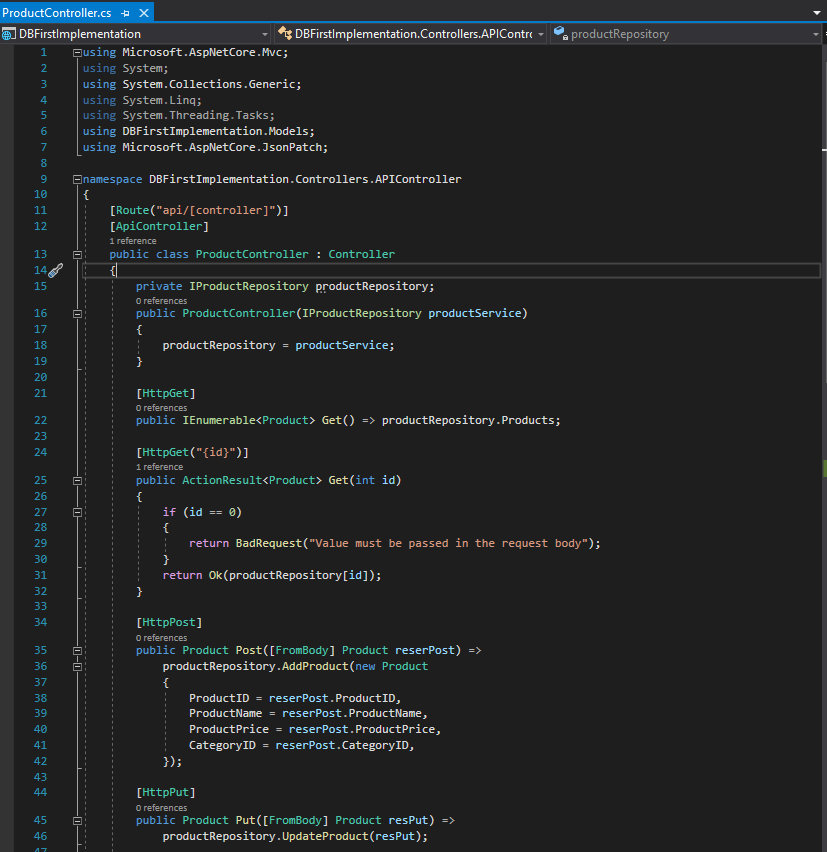 ProductController.cs
DBFirstImplementation DBFirstImplementation.Controllers.APIContro productRepository
1 using Microsoft.AspNetCore.Mvc;
2 using System;
3 using System.Collections.Generic;
4 using System.Linq;
5 using System.Threading.Tasks;
6 using DBFirstImplementation.Models;
7 using Microsoft.AspNetCore.JsonPatch;
8
9 namespace DBFirstImplementation.Controllers.APIController
10 {
11 [Route("api/[controller]")]
12 [ApiController]
1 reference
13 public class ProductController : Controller
14 {
15 private IProductRepository productRepository;
0 references
16 public ProductController(IProductRepository productService)
17 {
18 productRepository = productService;
19 }
20
21 [HttpGet]
0 references
22 public IEnumerable<Product> Get() => productRepository.Products;
23
24 [HttpGet("{id}")]
1 reference
25 public ActionResult<Product> Get(int id)
26 {
27 if (id == 0)
28 {
29 return BadRequest("Value must be passed in the request body");
30 }
31 return Ok(productRepository[id]);
32 }
33
34 [HttpPost]
0 references
35 public Product Post([FromBody] Product reserPost) =>
36 productRepository.AddProduct(new Product
37 {
38 ProductID = reserPost.ProductID,
39 ProductName = reserPost.ProductName,
40 ProductPrice = reserPost.ProductPrice,
41 CategoryID = reserPost.CategoryID,
42 });
43
44 [HttpPut]
0 references
45 public Product Put([FromBody] Product resPut) =>
46 productRepository.UpdateProduct(resPut);
47